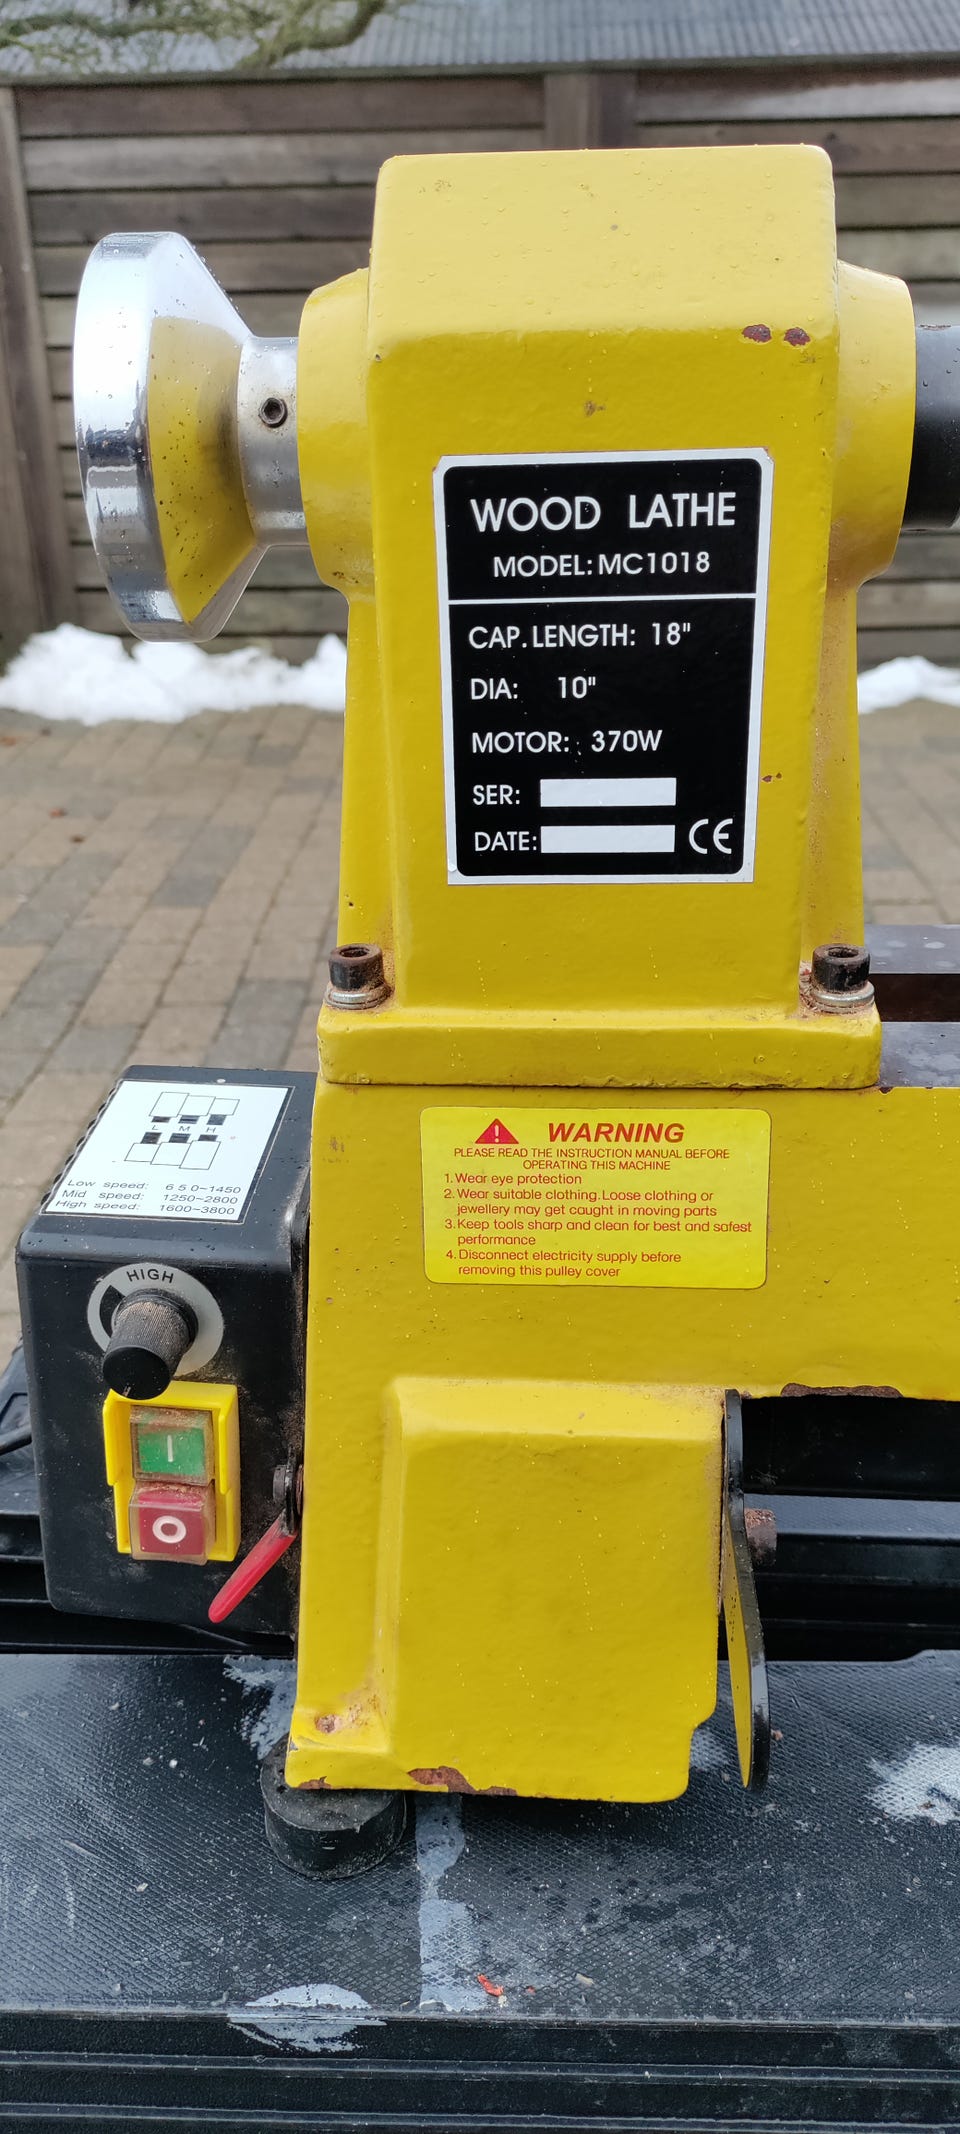 WOOD LATHE
MODEL: MC1018
CAP. LENGTH: 18"
DIA: 10"
MOTOR: 370W
SER:
DATE: CE
WARNING
PLEASE READ THE INSTRUCTION MANUAL BEFORE
OPERATING THIS MACHINE
1. Wear eye protection
2. Wear suitable clothing. Loose clothing or
jewellery may get caught in moving parts
3. Keep tools sharp and clean for best and safest
performance
4. Disconnect electricity supply before
removing this pulley cover
L M H
Low speed: 650~1450
Mid speed: 1250~2800
High speed: 1600~3800
HIGH
I
O